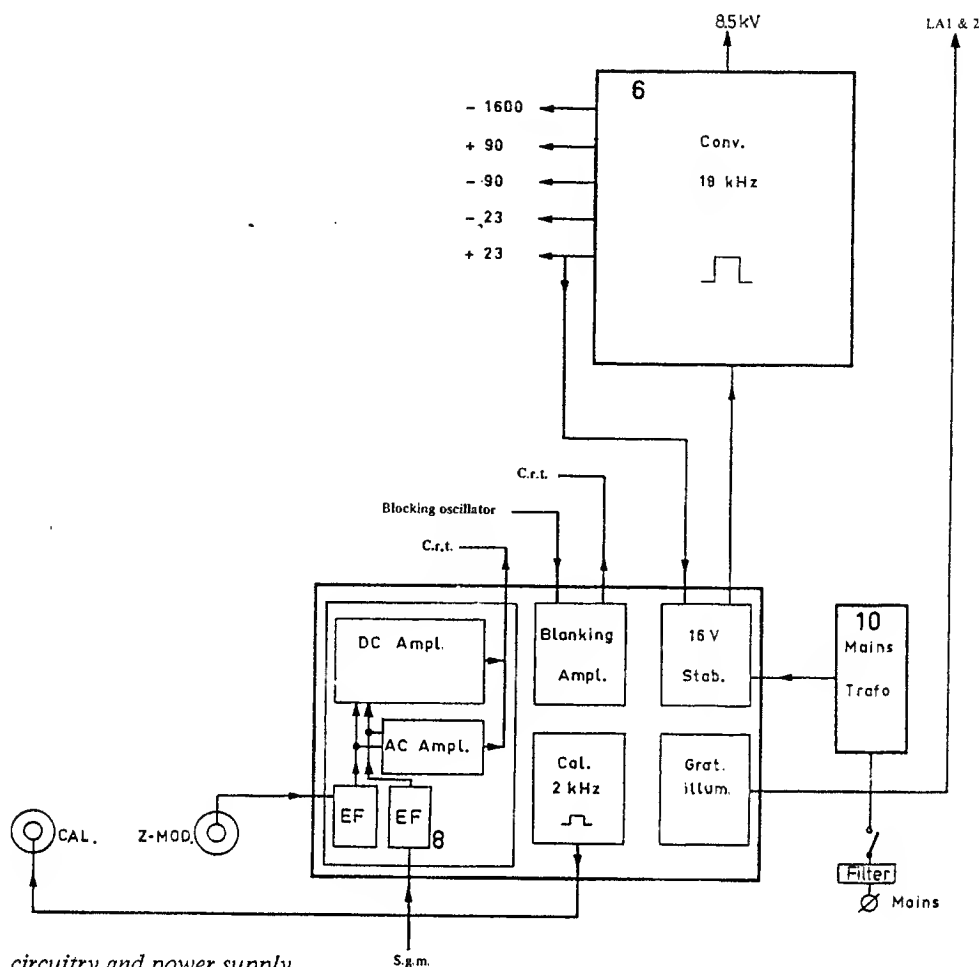 8.5kV
LA1 & 2
6
- 1600
+ 90
- 90
- 23
+ 23
Conv.
18 kHz
C.r.t.
Blocking oscillator
C.r.t.
DC Ampl.
Blanking
Ampl.
16 V
Stab.
10
Mains
Trafo
AC Ampl.
Cal.
2 kHz
Grat.
illum.
EF
EF
8
CAL.
Z-MOD.
Filter
Mains
S.g.m.
circuitry and power supply